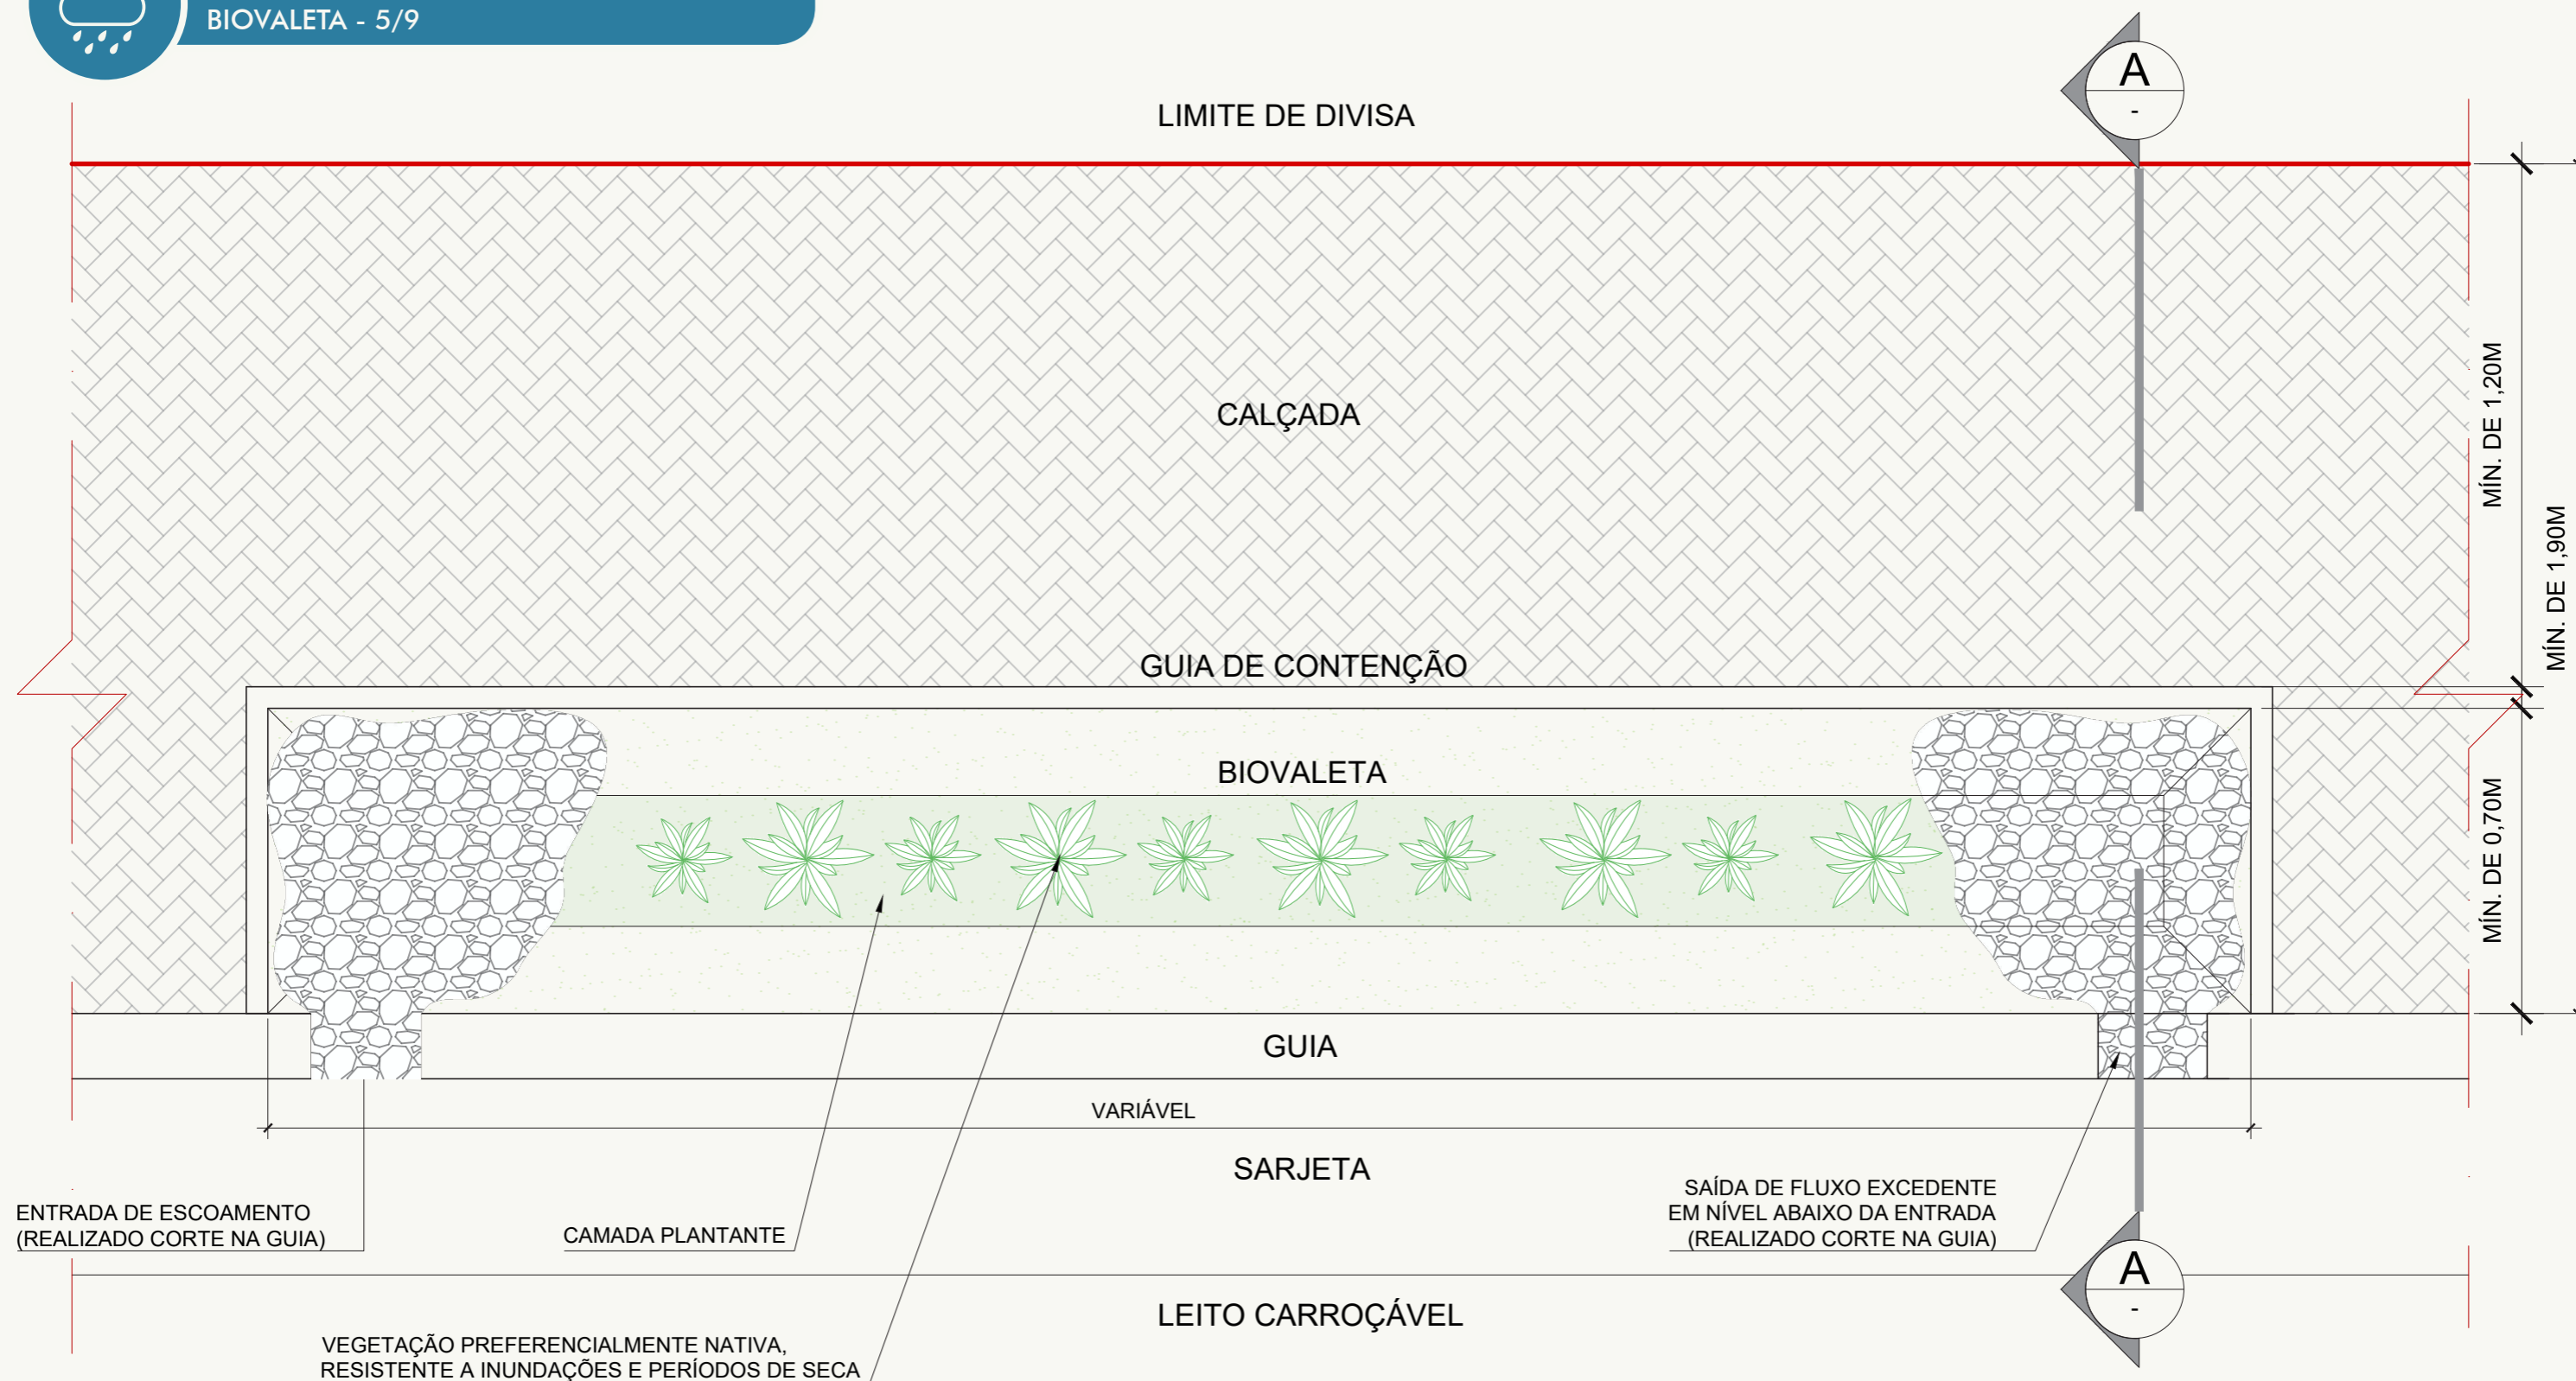 BIOVALETA - 5/9
A
-
LIMITE DE DIVISA
CALÇADA
MÍN. DE 1,20M
MÍN. DE 1,90M
GUIA DE CONTENÇÃO
BIOVALETA
MÍN. DE 0,70M
GUIA
VARIÁVEL
SARJETA
ENTRADA DE ESCOAMENTO
(REALIZADO CORTE NA GUIA)
CAMADA PLANTANTE
SAÍDA DE FLUXO EXCEDENTE
EM NÍVEL ABAIXO DA ENTRADA
(REALIZADO CORTE NA GUIA)
A
-
LEITO CARROÇÁVEL
VEGETAÇÃO PREFERENCIALMENTE NATIVA,
RESISTENTE A INUNDAÇÕES E PERÍODOS DE SECA